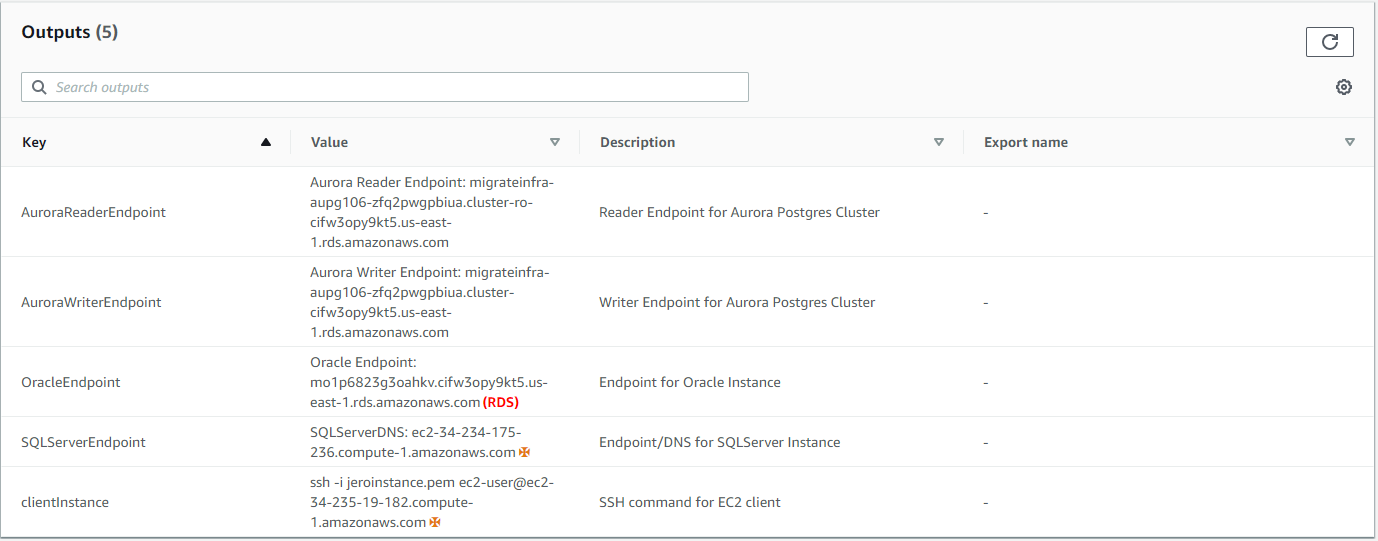 Outputs (5)
Search outputs
Key Value Description Export name
Aurora Reader Endpoint: migrateinfra-
AuroraReaderEndpoint aupg106-zfq2pwgpbiua.cluster-ro- Reader Endpoint for Aurora Postgres Cluster -
cifw3opy9kt5.us-east-
1.rds.amazonaws.com
Aurora Writer Endpoint: migrateinfra-
AuroraWriterEndpoint aupg106-zfq2pwgpbiua.cluster- Writer Endpoint for Aurora Postgres Cluster -
cifw3opy9kt5.us-east-
1.rds.amazonaws.com
Oracle Endpoint:
OracleEndpoint mo1p6823g3oahkv.cifw3opy9kt5.us- Endpoint for Oracle Instance -
east-1.rds.amazonaws.com (RDS)
SQLServerEndpoint SQLServerDNS: ec2-34-234-175- Endpoint/DNS for SQLServer Instance -
236.compute-1.amazonaws.com
ssh -i jeroinstance.pem ec2-user@ec2-
clientInstance 34-235-19-182.compute- SSH command for EC2 client -
1.amazonaws.com